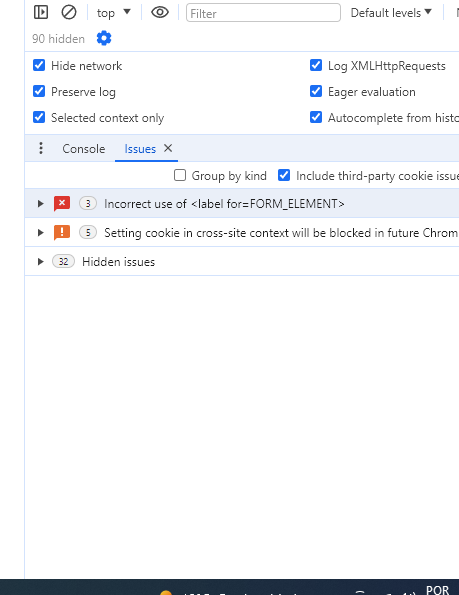 top Filter Default levels
90 hidden
Hide network Log XMLHttpRequests
Preserve log Eager evaluation
Selected context only Autocomplete from histo
Console Issues
Group by kind Include third-party cookie issue
3 Incorrect use of <label for=FORM_ELEMENT>
5 Setting cookie in cross-site context will be blocked in future Chrom
32 Hidden issues
POR